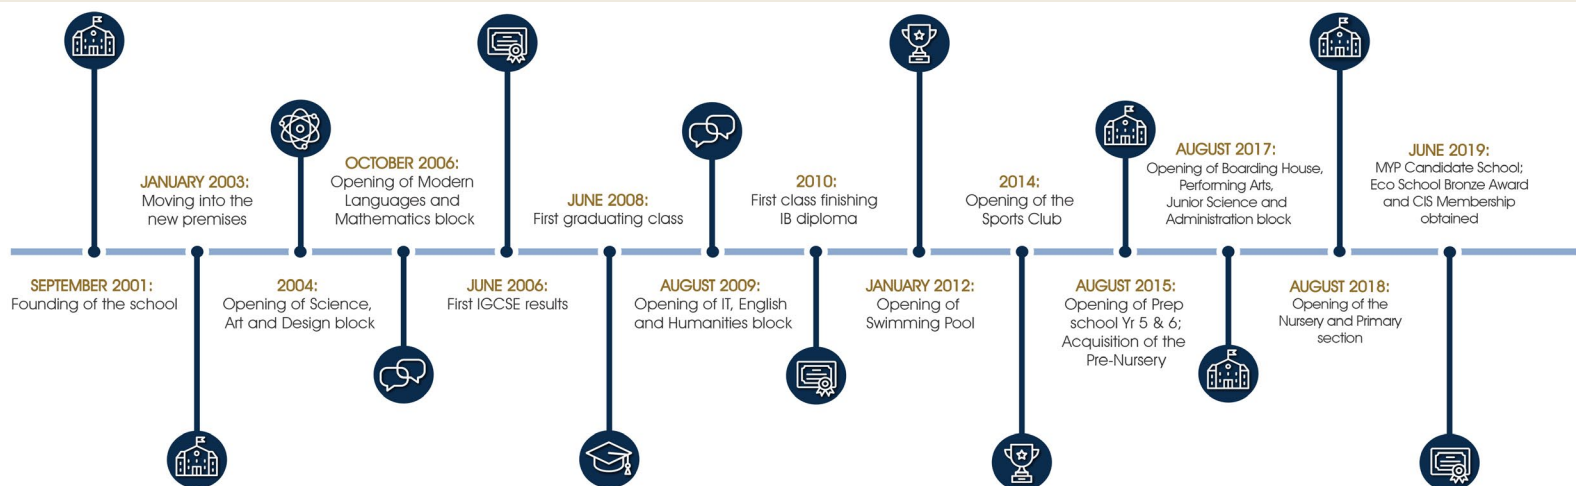 SEPTEMBER 2001:
Founding of the school
JANUARY 2003:
Moving into the
new premises
2004:
Opening of Science,
Art and Design block
OCTOBER 2006:
Opening of Modern
Languages and
Mathematics block
JUNE 2006:
First IGCSE results
JUNE 2008:
First graduating class
AUGUST 2009:
Opening of IT, English
and Humanities block
2010:
First class finishing
IB diploma
JANUARY 2012:
Opening of
Swimming Pool
2014:
Opening of the
Sports Club
AUGUST 2015:
Opening of Prep
school Yr 5 & 6;
Acquisition of the
Pre-Nursery
AUGUST 2017:
Opening of Boarding House,
Performing Arts,
Junior Science and
Administration block
AUGUST 2018:
Opening of the
Nursery and Primary
section
JUNE 2019:
MYP Candidate School;
Eco School Bronze Award
and CIS Membership
obtained